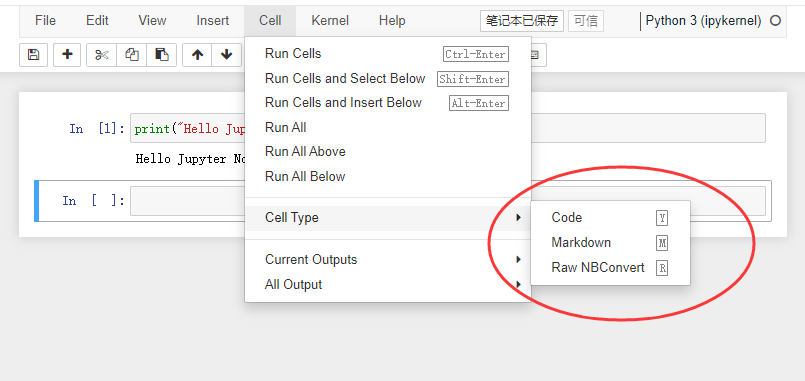 File Edit View Insert Cell Kernel Help 笔记本已保存 可信 Python 3 (ipykernel)
Run Cells Ctrl-Enter
Run Cells and Select Below Shift-Enter
Run Cells and Insert Below Alt-Enter
Run All
Run All Above
Run All Below
Cell Type
Current Outputs
All Output
Code Y
Markdown M
Raw NBConvert R
In [1]: print("Hello Jup
Hello Jupyter No
In [ ]: